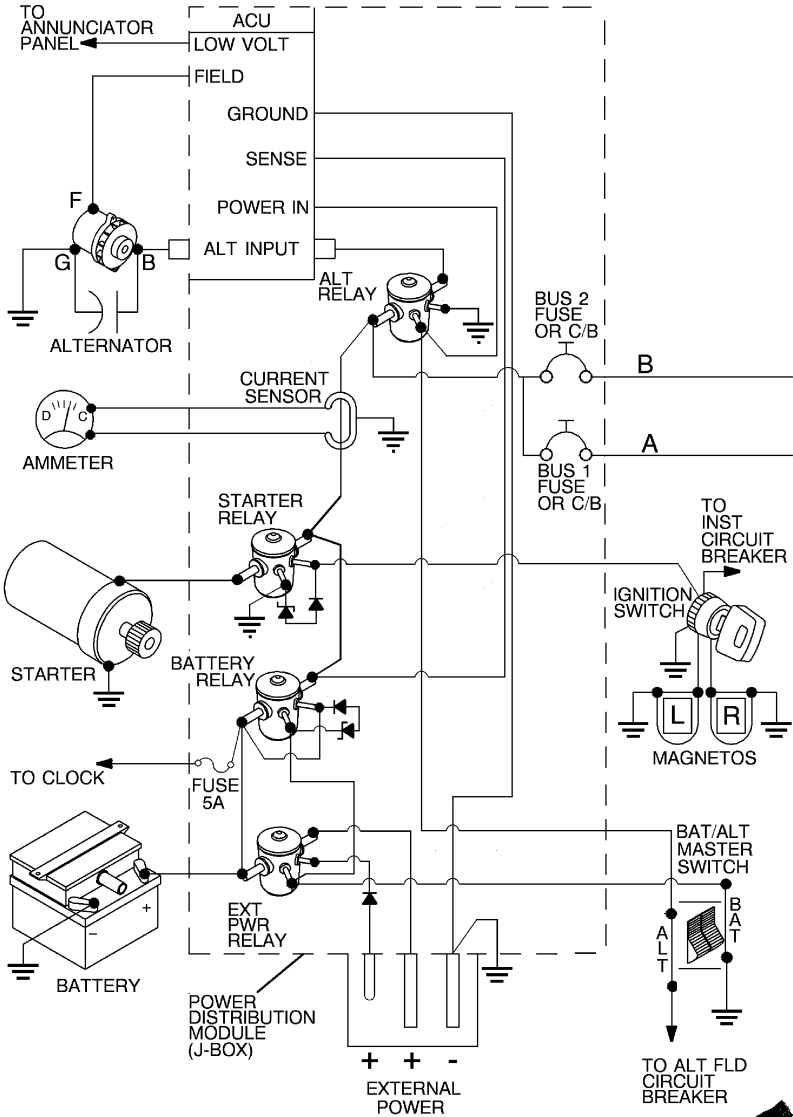 TO
ANNUNCIATOR
PANEL
ACU
LOW VOLT
FIELD
GROUND
SENSE
POWER IN
ALT INPUT
F
G
B
ALTERNATOR
ALT
RELAY
BUS 2
FUSE
OR C/B
B
CURRENT
SENSOR
D
C
AMMETER
A
BUS 1
FUSE
OR C/B
STARTER
RELAY
TO
INST
CIRCUIT
BREAKER
IGNITION
SWITCH
STARTER
BATTERY
RELAY
L
R
MAGNETOS
TO CLOCK
FUSE
5A
BAT/ALT
MASTER
SWITCH
EXT
PWR
RELAY
ALT
BAT
+
−
BATTERY
POWER
DISTRIBUTION
MODULE
(J-BOX)
+ + -
EXTERNAL
POWER
TO ALT FLD
CIRCUIT
BREAKER